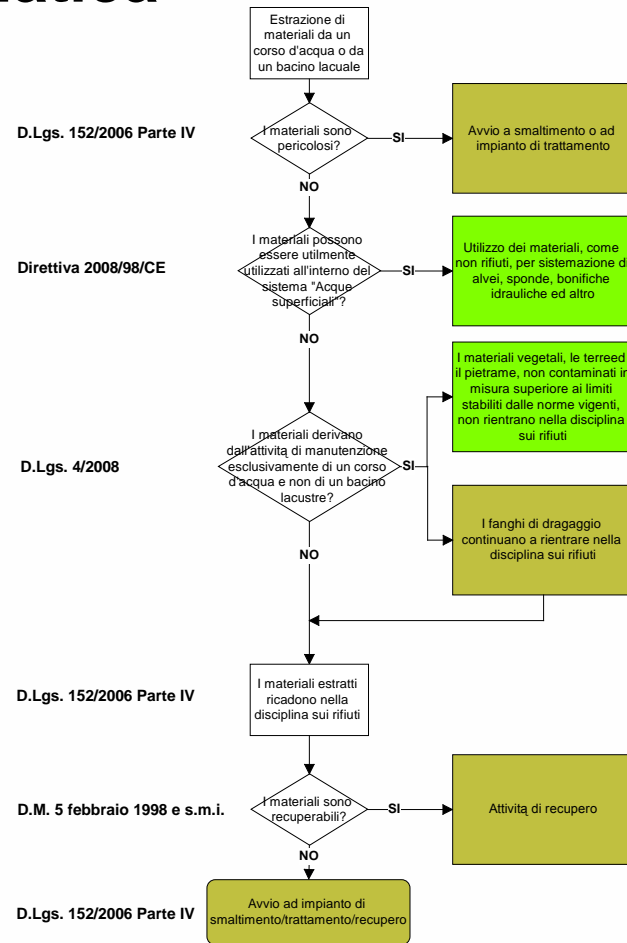 Estrazione di
materiali da un
corso d'acqua o da
un bacino lacuale
D.Lgs. 152/2006 Parte IV
I materiali sono
pericolosi?
SI
Avvio a smaltimento o ad
impianto di trattamento
NO
Direttiva 2008/98/CE
I materiali possono
essere utilmente
utilizzati all'interno del
sistema "Acque
superficiali"?
SI
Utilizzo dei materiali, come
non rifiuti, per sistemazione di
alvei, sponde, bonifiche
idrauliche ed altro
NO
I materiali vegetali, le terreed
il pietrame, non contaminati in
misura superiore ai limiti
stabiliti dalle norme vigenti,
non rientrano nella disciplina
sui rifiuti
D.Lgs. 4/2008
I materiali derivano
dall'attività di manutenzione
esclusivamente di un corso
d'acqua e non di un bacino
lacustre?
SI
I fanghi di dragaggio
continuano a rientrare nella
disciplina sui rifiuti
NO
D.Lgs. 152/2006 Parte IV
I materiali estratti
ricadono nella
disciplina sui rifiuti
D.M. 5 febbraio 1998 e s.m.i.
I materiali sono
recuperabili?
SI
Attività di recupero
NO
D.Lgs. 152/2006 Parte IV
Avvio ad impianto di
smaltimento/trattamento/recupero